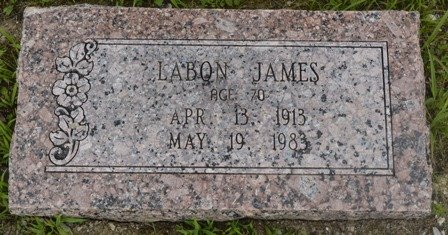 LABON JAMES
AGE 70
APR. 13 1913
MAY 19 1983